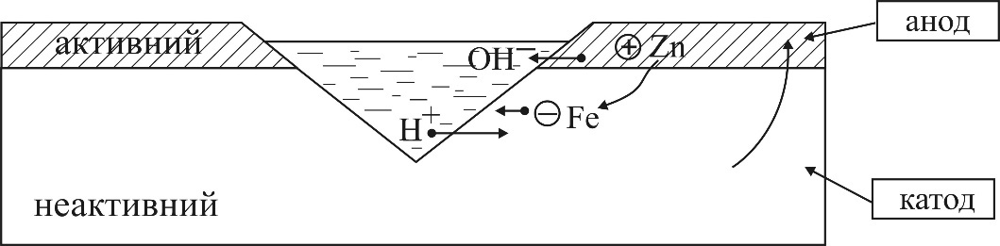 анод
активний
⊕ Zn
OH⁻
⊖ Fe
H⁺
неактивний
катод